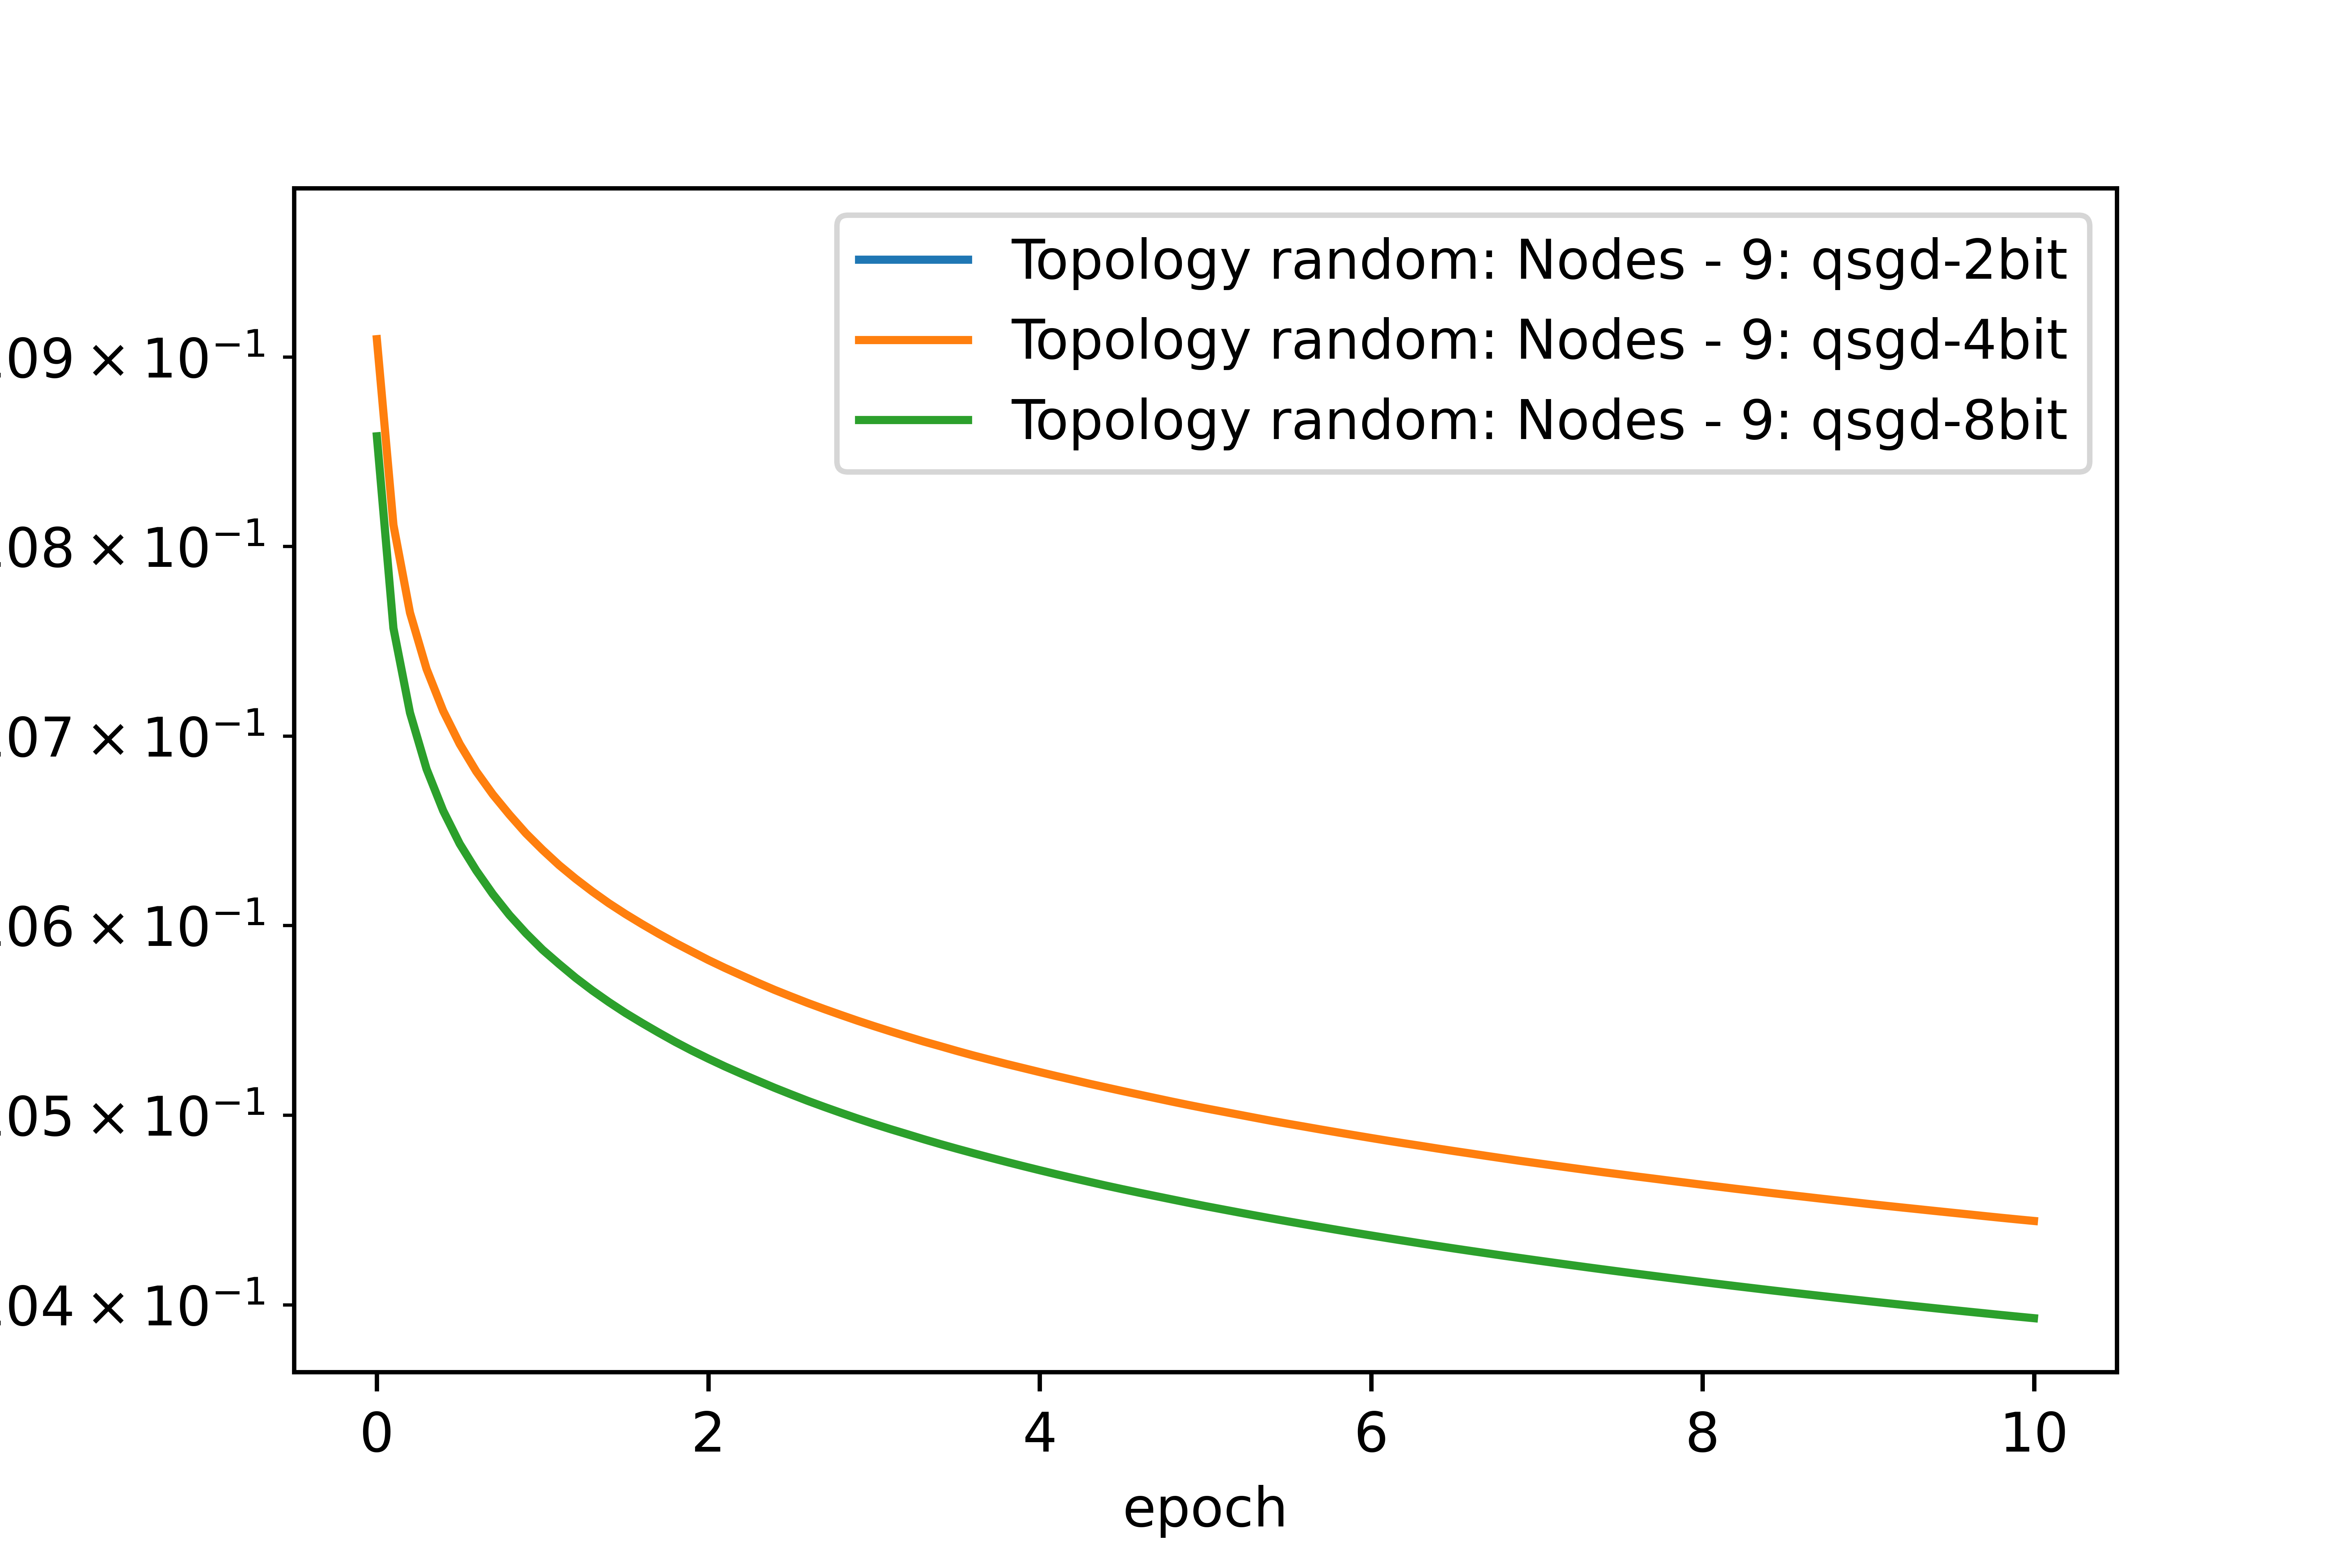 Topology random: Nodes - 9: qsgd-2bit
Topology random: Nodes - 9: qsgd-4bit
Topology random: Nodes - 9: qsgd-8bit
09 × 10⁻¹
08 × 10⁻¹
07 × 10⁻¹
06 × 10⁻¹
05 × 10⁻¹
04 × 10⁻¹
0 2 4 6 8 10
epoch